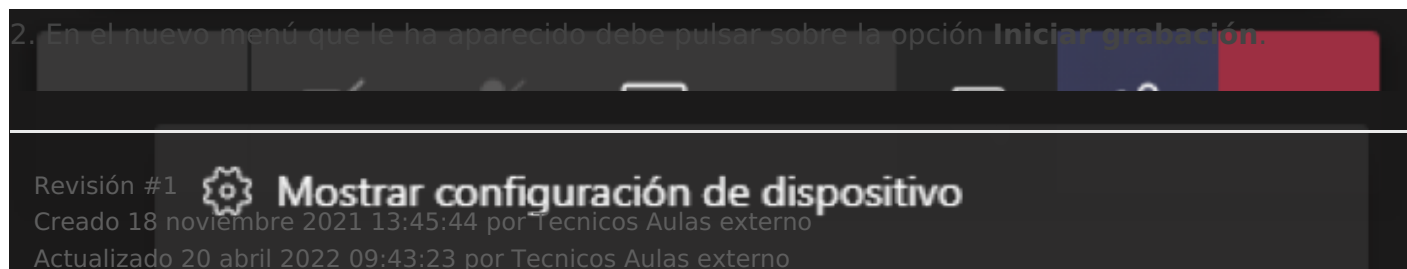 2. En el nuevo menú que le ha aparecido debe pulsar sobre la opción Iniciar grabación.
Revisión #1
Mostrar configuración de dispositivo
Creado 18 noviembre 2021 13:45:44 por Tecnicos Aulas externo
Actualizado 20 abril 2022 09:43:23 por Tecnicos Aulas externo